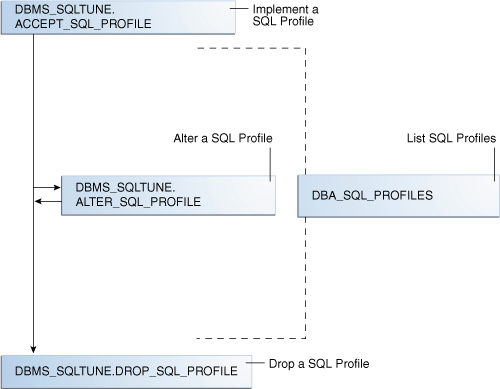 DBMS_SQLTUNE.
ACCEPT_SQL_PROFILE
Implement a
SQL Profile
Alter a SQL Profile
List SQL Profiles
DBMS_SQLTUNE.
ALTER_SQL_PROFILE
DBA_SQL_PROFILES
DBMS_SQLTUNE.DROP_SQL_PROFILE
Drop a SQL Profile